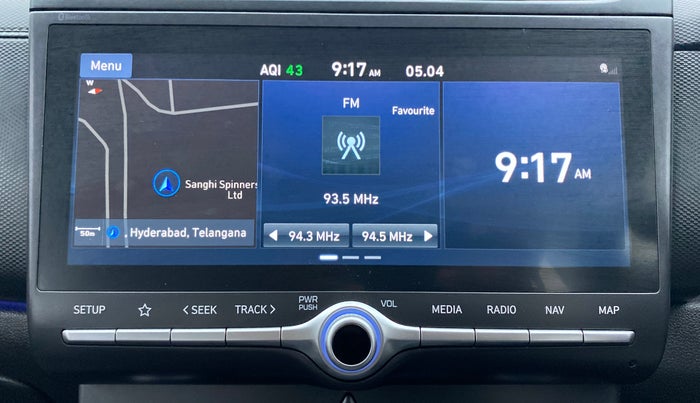 Bluetooth
Menu
AQI 43 9:17 AM 05.04
W
Sanghi Spinners
Ltd
50m , Hyderabad, Telangana
FM
Favourite
93.5 MHz
94.3 MHz 94.5 MHz
9:17 AM
SETUP SEEK TRACK PWR PUSH VOL MEDIA RADIO NAV MAP